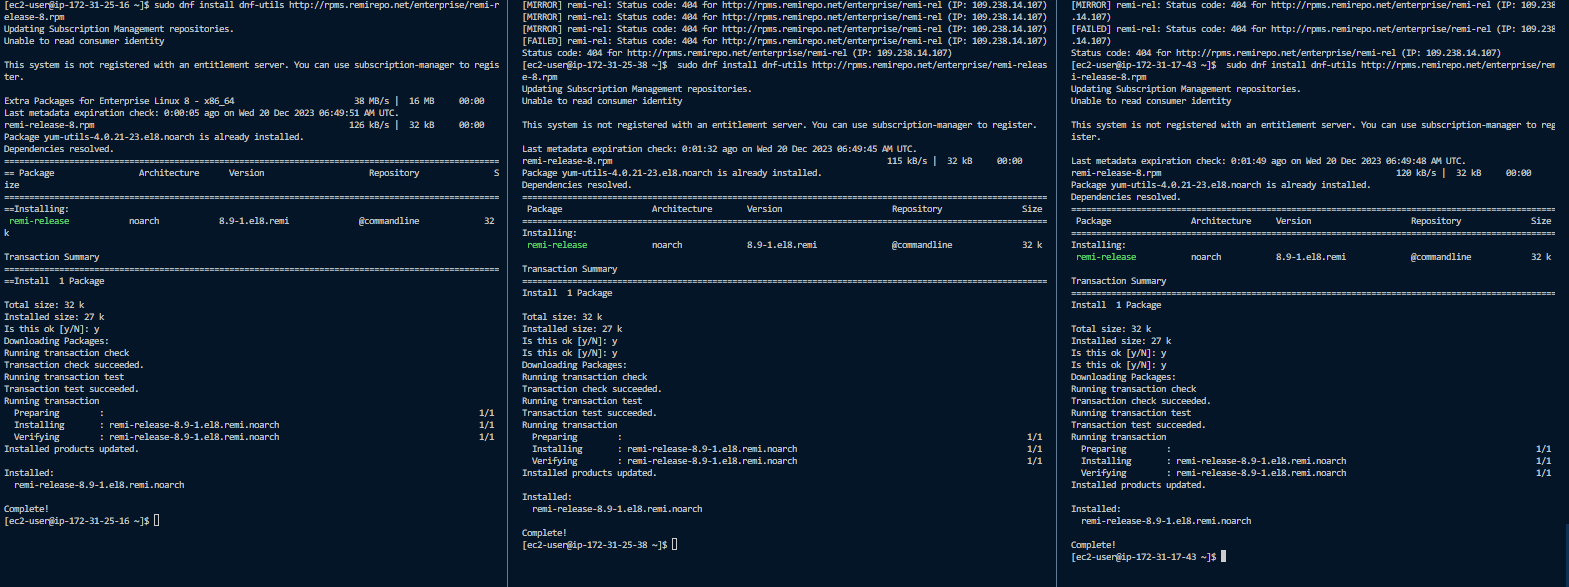 [ec2-user@ip-172-31-25-16 ~]$ sudo dnf install dnf-utils http://rpms.remirepo.net/enterprise/remi-r
elease-8.rpm
Updating Subscription Management repositories.
Unable to read consumer identity

This system is not registered with an entitlement server. You can use subscription-manager to regis
ter.

Extra Packages for Enterprise Linux 8 - x86_64                        38 MB/s |  16 MB     00:00
Last metadata expiration check: 0:00:05 ago on Wed 20 Dec 2023 06:49:51 AM UTC.
remi-release-8.rpm                                                   126 kB/s |  32 kB     00:00
Package yum-utils-4.0.21-23.el8.noarch is already installed.
Dependencies resolved.
===================================================================================================
== Package                 Architecture      Version                     Repository               S
ize
===================================================================================================
==Installing:
 remi-release            noarch            8.9-1.el8.remi              @commandline            32
k

Transaction Summary
===================================================================================================
==Install  1 Package

Total size: 32 k
Installed size: 27 k
Is this ok [y/N]: y
Downloading Packages:
Running transaction check
Transaction check succeeded.
Running transaction test
Transaction test succeeded.
Running transaction
  Preparing        :                                                                           1/1
  Installing       : remi-release-8.9-1.el8.remi.noarch                                        1/1
  Verifying        : remi-release-8.9-1.el8.remi.noarch                                        1/1
Installed products updated.

Installed:
  remi-release-8.9-1.el8.remi.noarch

Complete!
[ec2-user@ip-172-31-25-16 ~]$
[MIRROR] remi-rel: Status code: 404 for http://rpms.remirepo.net/enterprise/remi-rel (IP: 109.238.14.107)
[MIRROR] remi-rel: Status code: 404 for http://rpms.remirepo.net/enterprise/remi-rel (IP: 109.238.14.107)
[MIRROR] remi-rel: Status code: 404 for http://rpms.remirepo.net/enterprise/remi-rel (IP: 109.238.14.107)
[FAILED] remi-rel: Status code: 404 for http://rpms.remirepo.net/enterprise/remi-rel (IP: 109.238.14.107)
Status code: 404 for http://rpms.remirepo.net/enterprise/remi-rel (IP: 109.238.14.107)
[ec2-user@ip-172-31-25-38 ~]$  sudo dnf install dnf-utils http://rpms.remirepo.net/enterprise/remi-releas
e-8.rpm
Updating Subscription Management repositories.
Unable to read consumer identity

This system is not registered with an entitlement server. You can use subscription-manager to register.

Last metadata expiration check: 0:01:32 ago on Wed 20 Dec 2023 06:49:45 AM UTC.
remi-release-8.rpm                                                       115 kB/s |  32 kB     00:00
Package yum-utils-4.0.21-23.el8.noarch is already installed.
Dependencies resolved.
=========================================================================================================
 Package                  Architecture       Version                      Repository                Size
=========================================================================================================
Installing:
 remi-release             noarch             8.9-1.el8.remi               @commandline              32 k

Transaction Summary
=========================================================================================================
Install  1 Package

Total size: 32 k
Installed size: 27 k
Is this ok [y/N]: y
Is this ok [y/N]: y
Downloading Packages:
Running transaction check
Transaction check succeeded.
Running transaction test
Transaction test succeeded.
Running transaction
  Preparing        :                                                                                 1/1
  Installing       : remi-release-8.9-1.el8.remi.noarch                                              1/1
  Verifying        : remi-release-8.9-1.el8.remi.noarch                                              1/1
Installed products updated.

Installed:
  remi-release-8.9-1.el8.remi.noarch

Complete!
[ec2-user@ip-172-31-25-38 ~]$
[MIRROR] remi-rel: Status code: 404 for http://rpms.remirepo.net/enterprise/remi-rel (IP: 109.238
.14.107)
[FAILED] remi-rel: Status code: 404 for http://rpms.remirepo.net/enterprise/remi-rel (IP: 109.238
.14.107)
Status code: 404 for http://rpms.remirepo.net/enterprise/remi-rel (IP: 109.238.14.107)
[ec2-user@ip-172-31-17-43 ~]$  sudo dnf install dnf-utils http://rpms.remirepo.net/enterprise/rem
i-release-8.rpm
Updating Subscription Management repositories.
Unable to read consumer identity

This system is not registered with an entitlement server. You can use subscription-manager to reg
ister.

Last metadata expiration check: 0:01:49 ago on Wed 20 Dec 2023 06:49:48 AM UTC.
remi-release-8.rpm                                               120 kB/s |  32 kB     00:00
Package yum-utils-4.0.21-23.el8.noarch is already installed.
Dependencies resolved.
=================================================================================================
 Package                Architecture     Version                    Repository              Size
=================================================================================================
Installing:
 remi-release           noarch           8.9-1.el8.remi             @commandline            32 k

Transaction Summary
=================================================================================================
Install  1 Package

Total size: 32 k
Installed size: 27 k
Is this ok [y/N]: y
Is this ok [y/N]: y
Downloading Packages:
Running transaction check
Transaction check succeeded.
Running transaction test
Transaction test succeeded.
Running transaction
  Preparing        :                                                                         1/1
  Installing       : remi-release-8.9-1.el8.remi.noarch                                      1/1
  Verifying        : remi-release-8.9-1.el8.remi.noarch                                      1/1
Installed products updated.

Installed:
  remi-release-8.9-1.el8.remi.noarch

Complete!
[ec2-user@ip-172-31-17-43 ~]$